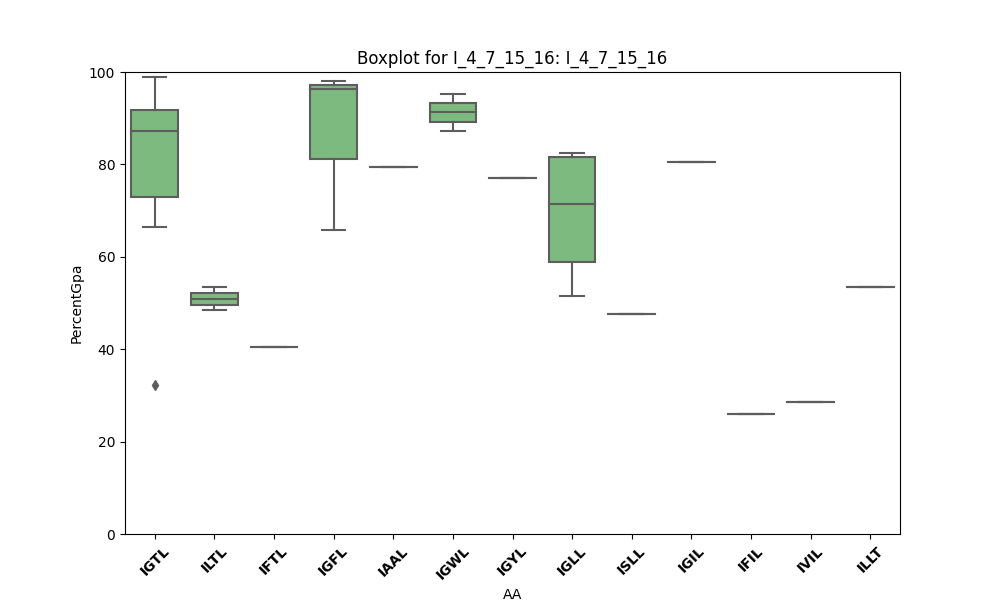 Boxplot for I_4_7_15_16: I_4_7_15_16
100
80
60
40
20
0
PercentGpa
IGTL
ILTL
IFTL
IGFL
IAAL
IGWL
IGYL
IGLL
ISLL
IGIL
IFIL
IVIL
ILLT
AA